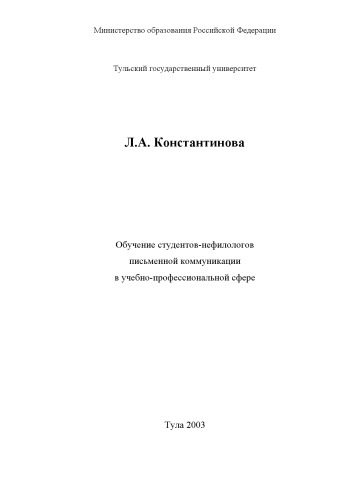 Министерство образования Российской Федерации
Тульский государственный университет
Л.А. Константинова
Обучение студентов-нефилологов
письменной коммуникации
в учебно-профессиональной сфере
Тула 2003